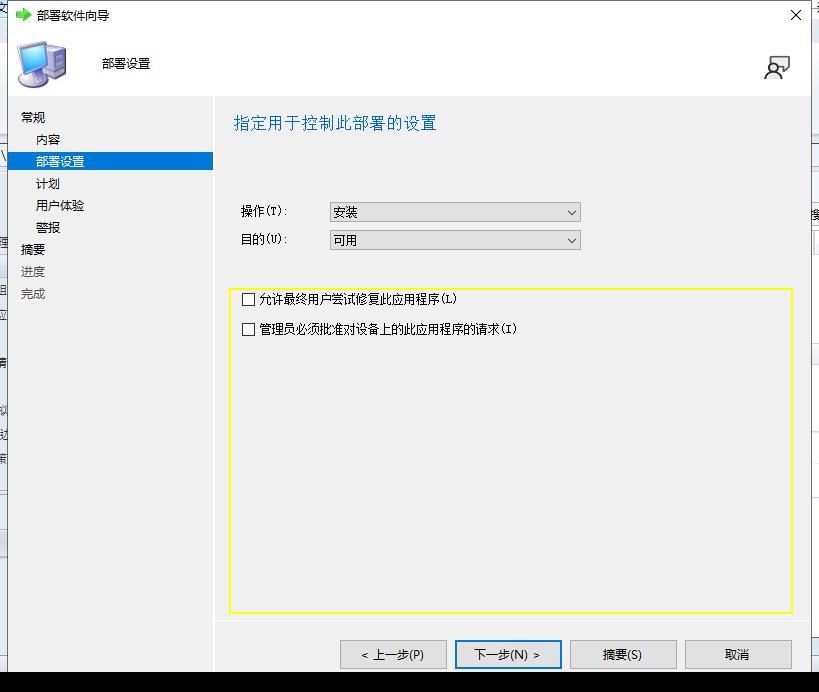 部署软件向导
部署设置
常规
内容
部署设置
计划
用户体验
警报
摘要
进度
完成
指定用于控制此部署的设置
操作(T): 安装
目的(U): 可用
允许最终用户尝试修复此应用程序(L)
管理员必须批准对设备上的此应用程序的请求(I)
< 上一步(P) 下一步(N) > 摘要(S) 取消